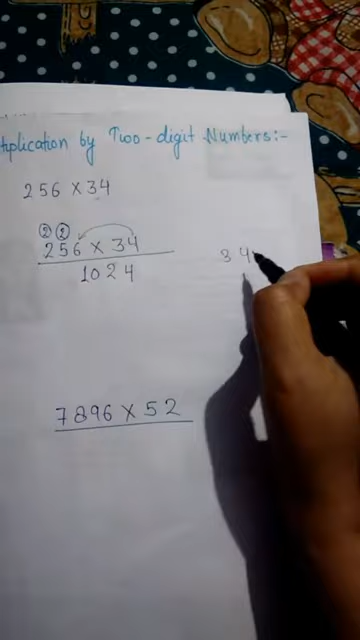 tiplication by Two-digit Numbers:-
256 × 34
2 2
256 × 34
1024
34
7896 × 52